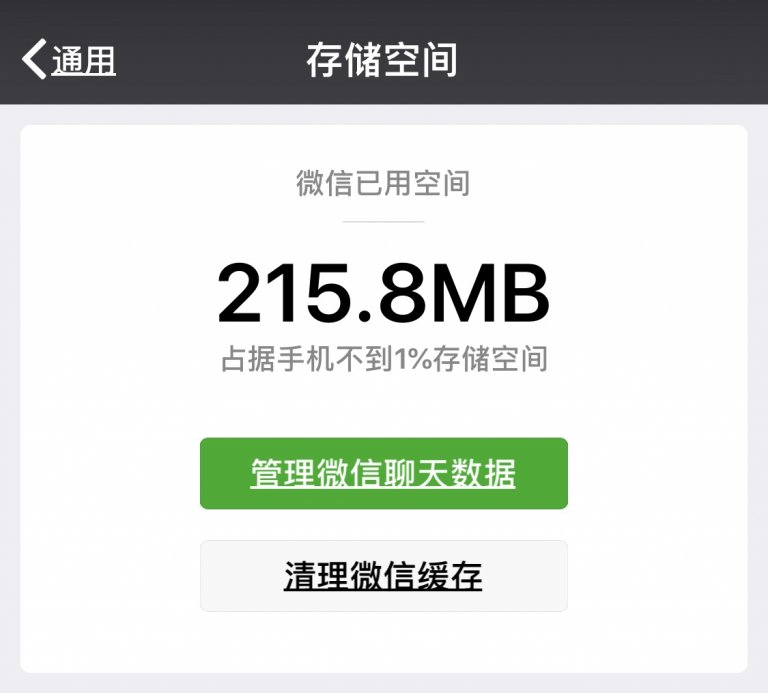 通用
存储空间
微信已用空间
215.8MB
占据手机不到1%存储空间
管理微信聊天数据
清理微信缓存